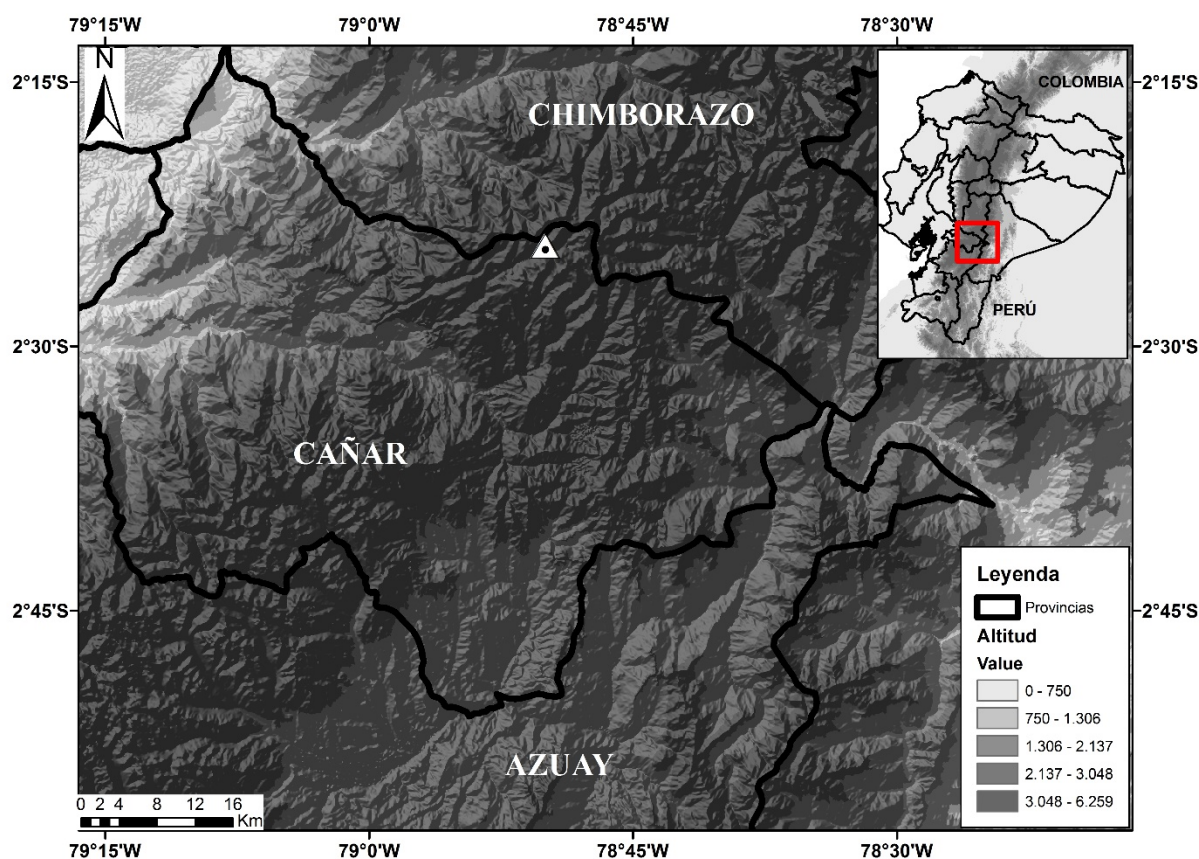 79°15'W 79°0'W 78°45'W 78°30'W
N
2°15'S
CHIMBORAZO
COLOMBIA
2°15'S
PERÚ
2°30'S
2°30'S
CAÑAR
Leyenda
Provincias
Altitud
Value
0 - 750
750 - 1.306
1.306 - 2.137
2.137 - 3.048
3.048 - 6.259
2°45'S
2°45'S
AZUAY
0 2 4 8 12 16
Km
79°15'W 79°0'W 78°45'W 78°30'W